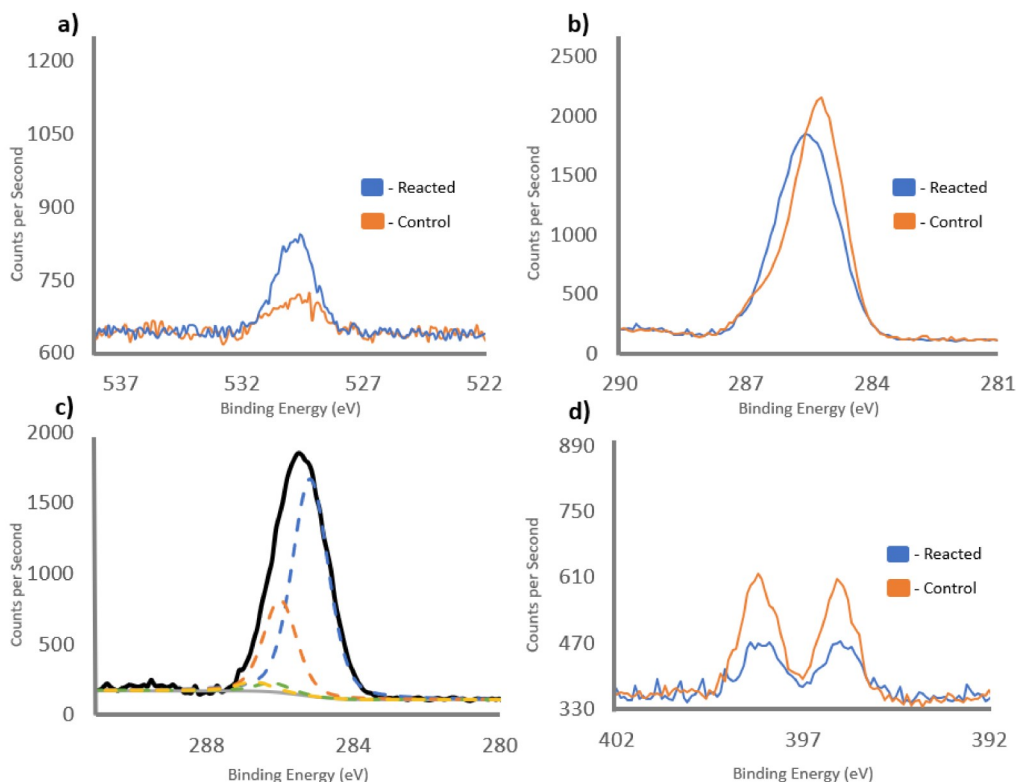 a)
1200
1050
900
750
600
Counts per Second
- Reacted
- Control
537
532
527
522
Binding Energy (eV)
b)
2500
2000
1500
1000
500
0
Counts per Second
- Reacted
- Control
290
287
284
281
Binding Energy (eV)
c)
2000
1500
1000
500
0
Counts per Second
288
284
280
Binding Energy (eV)
d)
890
750
610
470
330
Counts per Second
- Reacted
- Control
402
397
392
Binding Energy (eV)